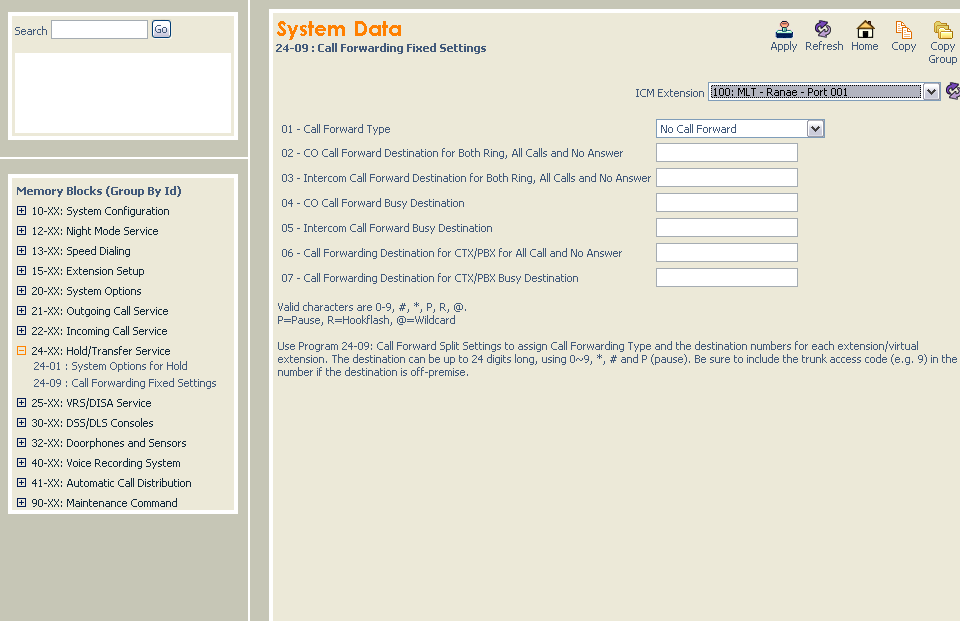 Search Go
Memory Blocks (Group By Id)
10-XX: System Configuration
12-XX: Night Mode Service
13-XX: Speed Dialing
15-XX: Extension Setup
20-XX: System Options
21-XX: Outgoing Call Service
22-XX: Incoming Call Service
24-XX: Hold/Transfer Service
24-01 : System Options for Hold
24-09 : Call Forwarding Fixed Settings
25-XX: VRS/DISA Service
30-XX: DSS/DLS Consoles
32-XX: Doorphones and Sensors
40-XX: Voice Recording System
41-XX: Automatic Call Distribution
90-XX: Maintenance Command
System Data
24-09 : Call Forwarding Fixed Settings
Apply Refresh Home Copy Copy
Group
ICM Extension 100: MLT - Ranae - Port 001
01 - Call Forward Type No Call Forward
02 - CO Call Forward Destination for Both Ring, All Calls and No Answer
03 - Intercom Call Forward Destination for Both Ring, All Calls and No Answer
04 - CO Call Forward Busy Destination
05 - Intercom Call Forward Busy Destination
06 - Call Forwarding Destination for CTX/PBX for All Call and No Answer
07 - Call Forwarding Destination for CTX/PBX Busy Destination
Valid characters are 0-9, #, *, P, R, @.
P=Pause, R=Hookflash, @=Wildcard
Use Program 24-09: Call Forward Split Settings to assign Call Forwarding Type and the destination numbers for each extension/virtual
extension. The destination can be up to 24 digits long, using 0~9, *, # and P (pause). Be sure to include the trunk access code (e.g. 9) in the
number if the destination is off-premise.